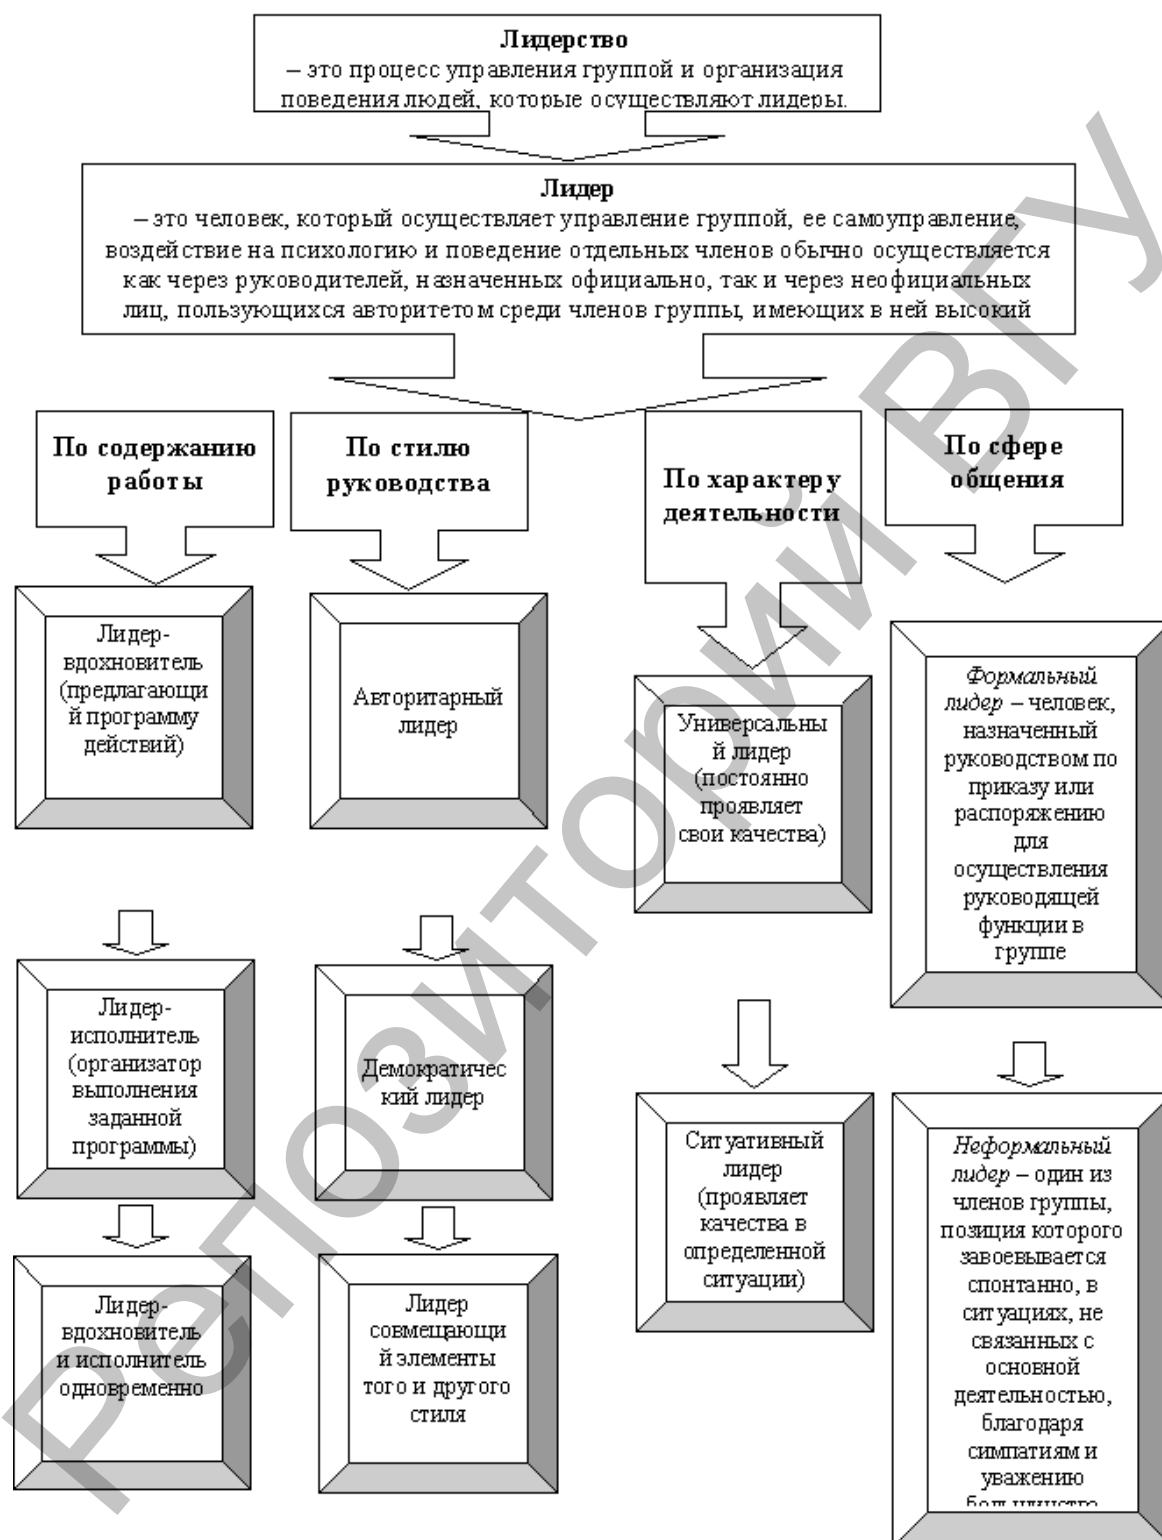 Лидерство
– это процесс управления группой и организация
поведения людей, которые осуществляют лидеры.
Лидер
– это человек, который осуществляет управление группой, ее самоуправление,
воздействие на психологию и поведение отдельных членов обычно осуществляется
как через руководителей, назначенных официально, так и через неофициальных
лиц, пользующихся авторитетом среди членов группы, имеющих в ней высокий
По содержанию
работы
Лидер-
вдохновитель
(предлагающи
й программу
действий)
Лидер-
исполнитель
(организатор
выполнения
заданной
программы)
Лидер-
вдохновитель
и исполнитель
одновременно
По стилю
руководства
Авторитарный
лидер
Демократичес
кий лидер
Лидер
совмещающи
й элементы
того и другого
стиля
По характеру
деятельности
Универсальны
й лидер
(постоянно
проявляет
свои качества)
Ситуативный
лидер
(проявляет
качества в
определенной
ситуации)
По сфере
общения
Формальный
лидер – человек,
назначенный
руководством по
приказу или
распоряжению
для
осуществления
руководящей
функции в
группе
Неформальный
лидер – один из
членов группы,
позиция которого
завоевывается
спонтанно, в
ситуациях, не
связанных с
основной
деятельностью,
благодаря
симпатиям и
уважению
большинства
Репозиторий ВГУ